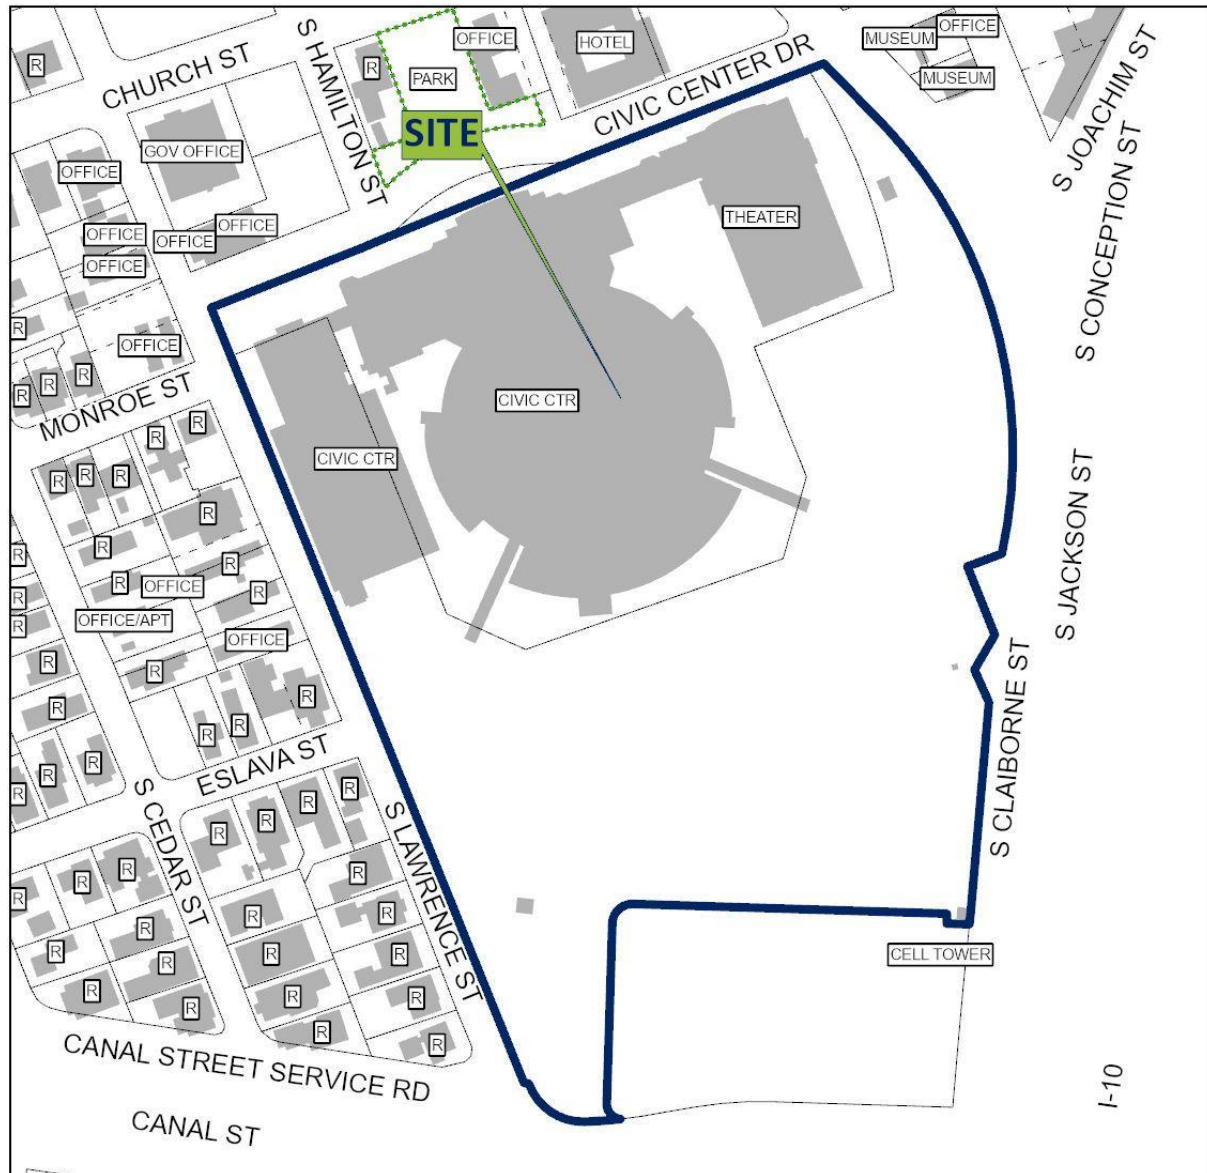 CHURCH ST
S HAMILTON ST
PARK
OFFICE
HOTEL
CIVIC CENTER DR
MUSEUM
OFFICE
MUSEUM
S JOACHIM ST
R
R
SITE
GOV OFFICE
OFFICE
OFFICE
OFFICE
OFFICE
OFFICE
THEATER
S CONCEPTION ST
R
OFFICE
R
R
R
MONROE ST
CIVIC CTR
CIVIC CTR
R
R
R
R
R
R
R
R
R
R
OFFICE
R
R
R
OFFICE/APT
R
OFFICE
S JACKSON ST
R
R
R
R
R
R
ESLAVA ST
S CLAIBORNE ST
R
R
R
S CEDAR ST
R
R
R
R
S LAWRENCE ST
R
R
R
R
R
R
R
R
R
R
R
R
CELL TOWER
R
R
R
R
R
R
CANAL STREET SERVICE RD
CANAL ST
I-10